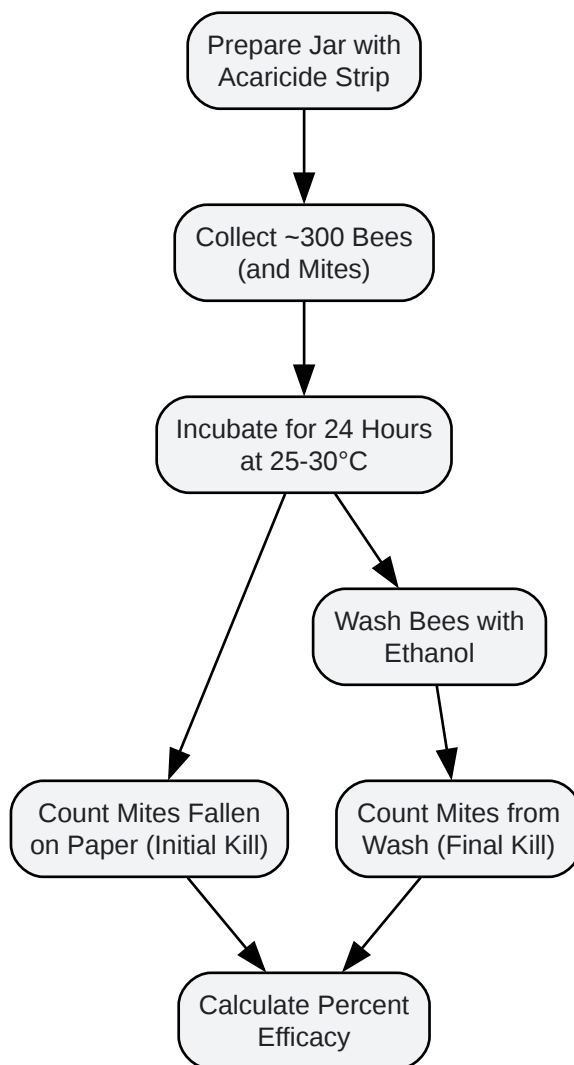 Prepare Jar with
Acaricide Strip
Collect ~300 Bees
(and Mites)
Incubate for 24 Hours
at 25-30°C
Wash Bees with
Ethanol
Count Mites Fallen
on Paper (Initial Kill)
Count Mites from
Wash (Final Kill)
Calculate Percent
Efficacy